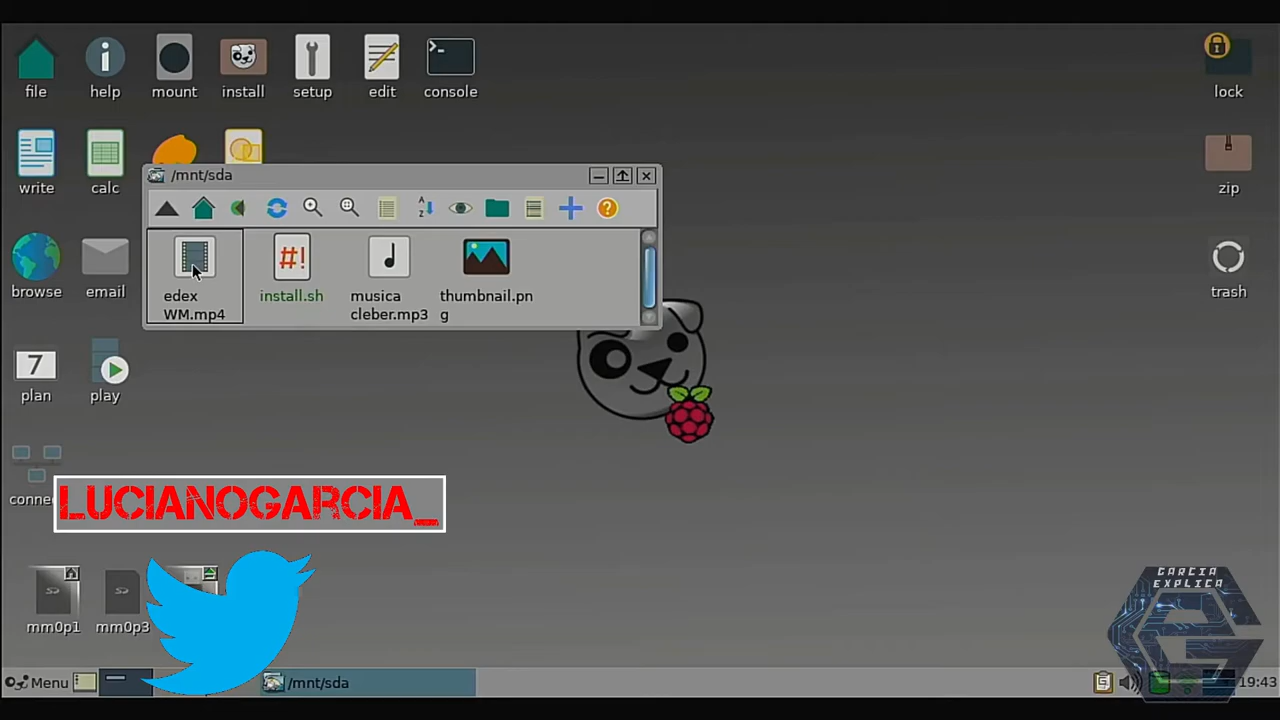 file
help
mount
install
setup
edit
console
lock
write
calc
zip
/mnt/sda
A
Z
?
edex
WM.mp4
#!
install.sh
musica
cleber.mp3
thumbnail.pn
g
browse
email
trash
7
plan
play
conne
LUCIANOGARCIA_
mm0p1
mm0p3
GARCIA
EXPLICA
Menu
/mnt/sda
19:43